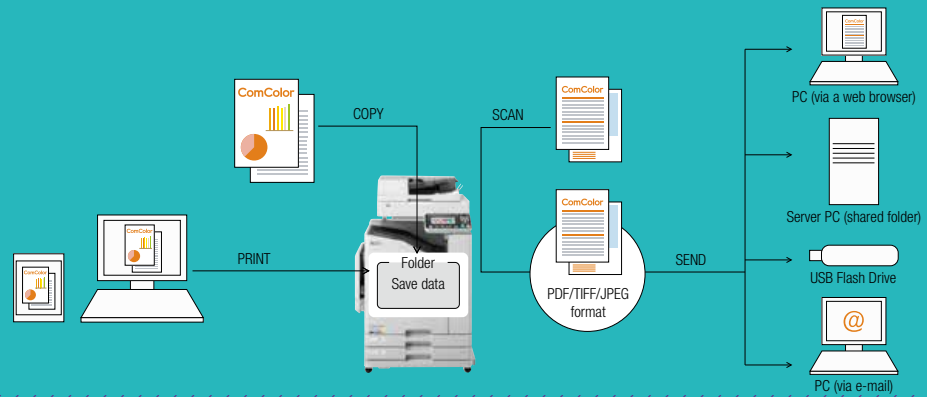 ComColor
COPY
ComColor
SCAN
PC (via a web browser)
ComColor
Server PC (shared folder)
ComColor
ComColor
PRINT
Folder
Save data
PDF/TIFF/JPEG
format
SEND
USB Flash Drive
@
PC (via e-mail)